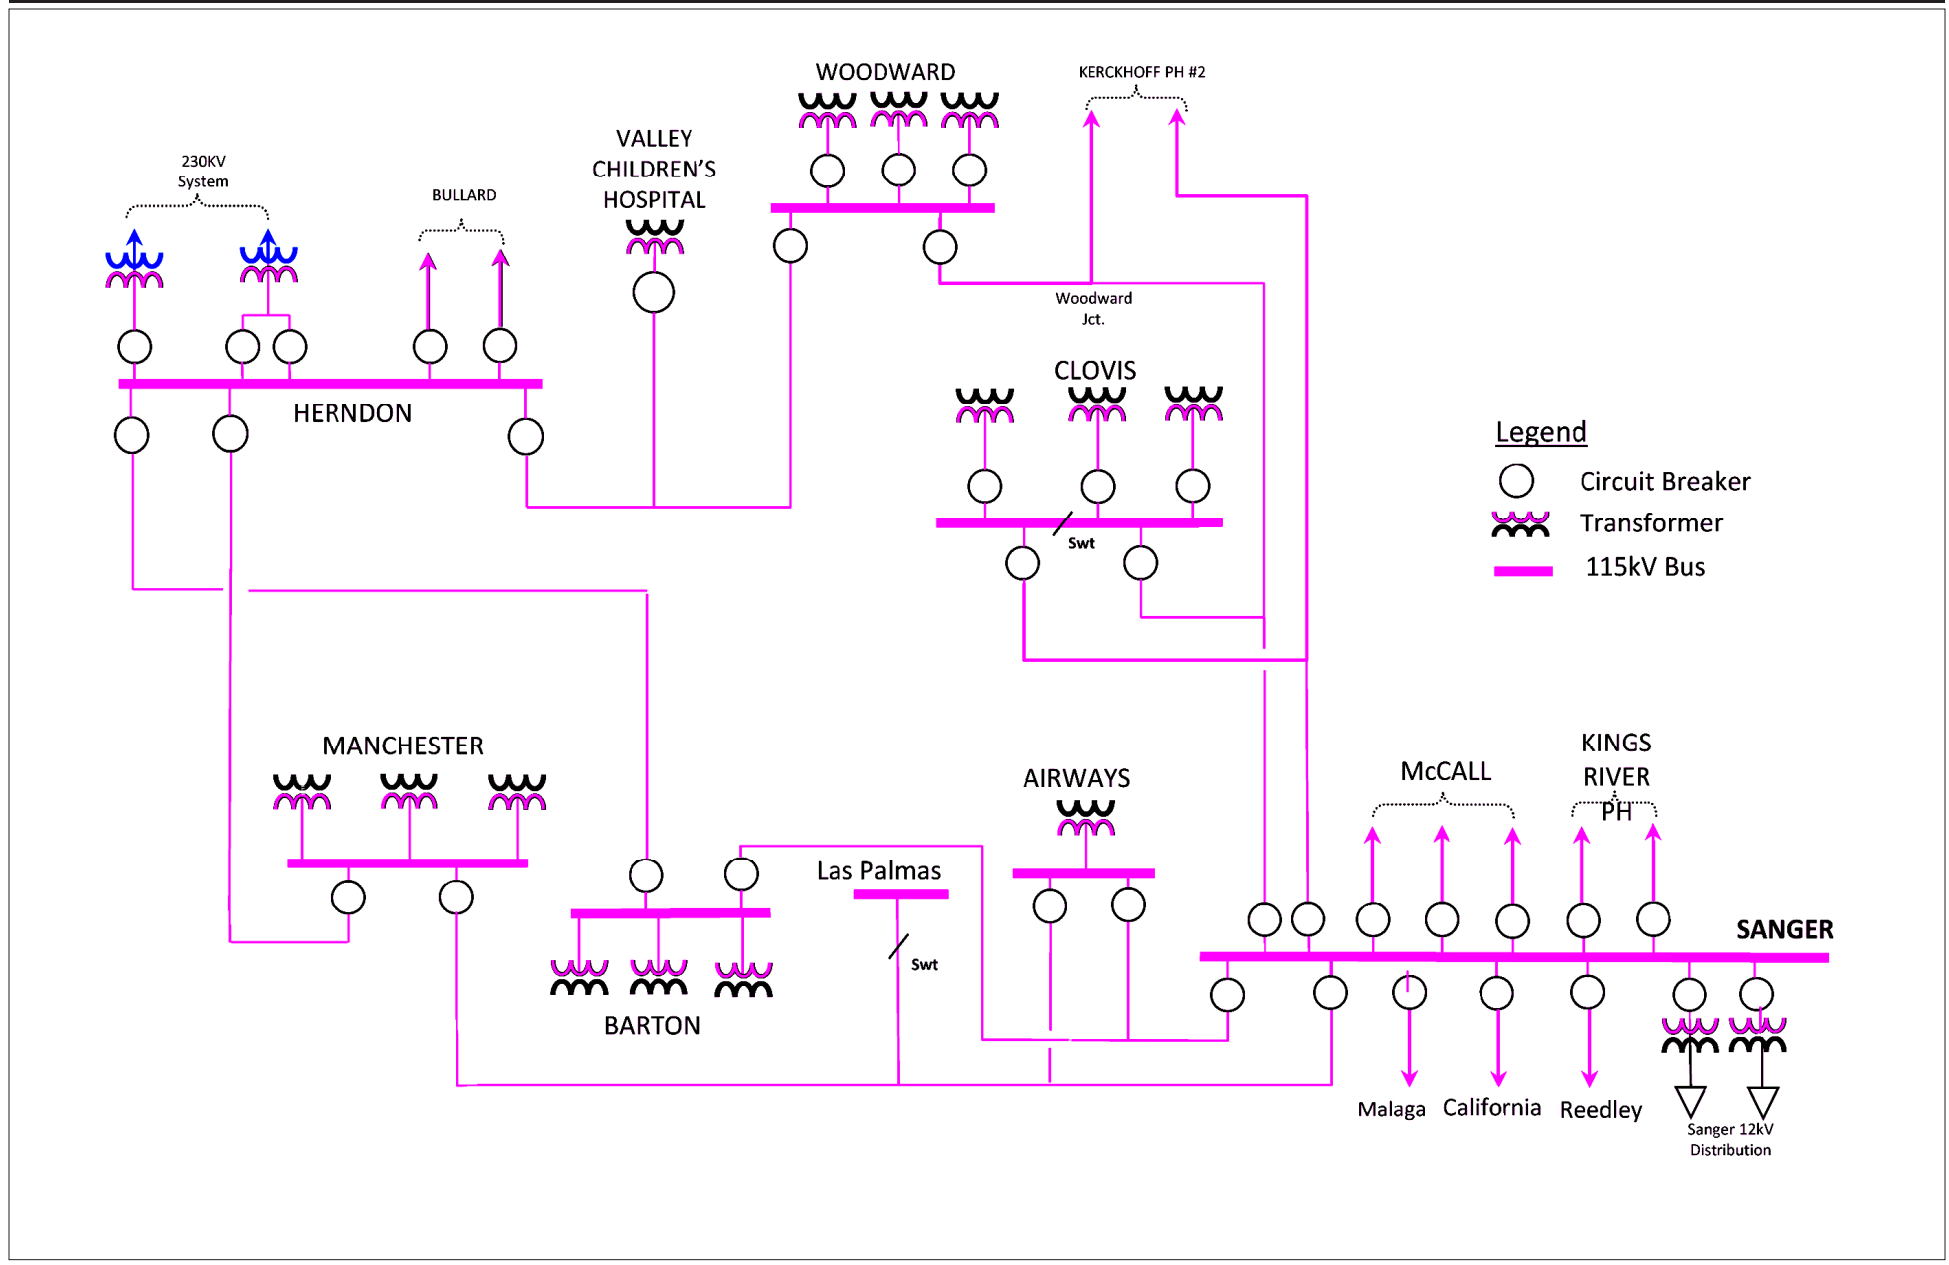 WOODWARD
KERCKHOFF PH #2
VALLEY
CHILDREN'S
HOSPITAL
230KV
System
BULLARD
Woodward
Jct.
CLOVIS
HERNDON
Legend
Circuit Breaker
Transformer
115kV Bus
Swt
MANCHESTER
AIRWAYS
McCALL
KINGS
RIVER
PH
Las Palmas
SANGER
Swt
BARTON
Malaga
California
Reedley
Sanger 12kV
Distribution